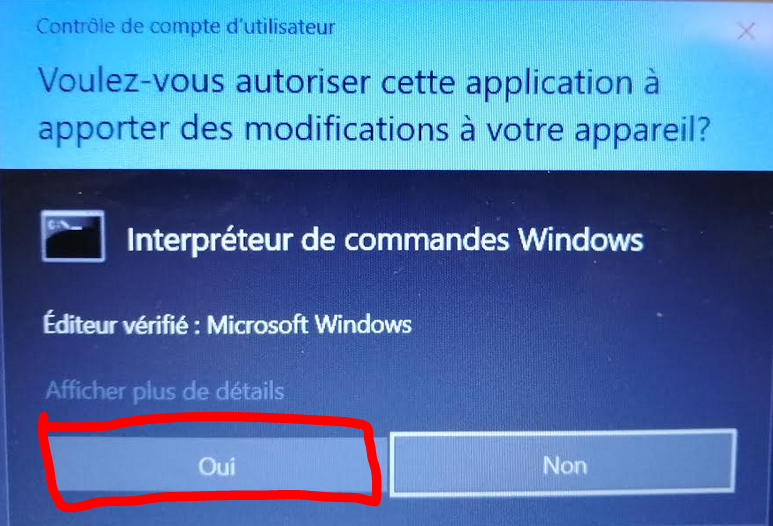 Contrôle de compte d'utilisateur
Voulez-vous autoriser cette application à
apporter des modifications à votre appareil?
C:\_
Interpréteur de commandes Windows
Éditeur vérifié : Microsoft Windows
Afficher plus de détails
Oui
Non